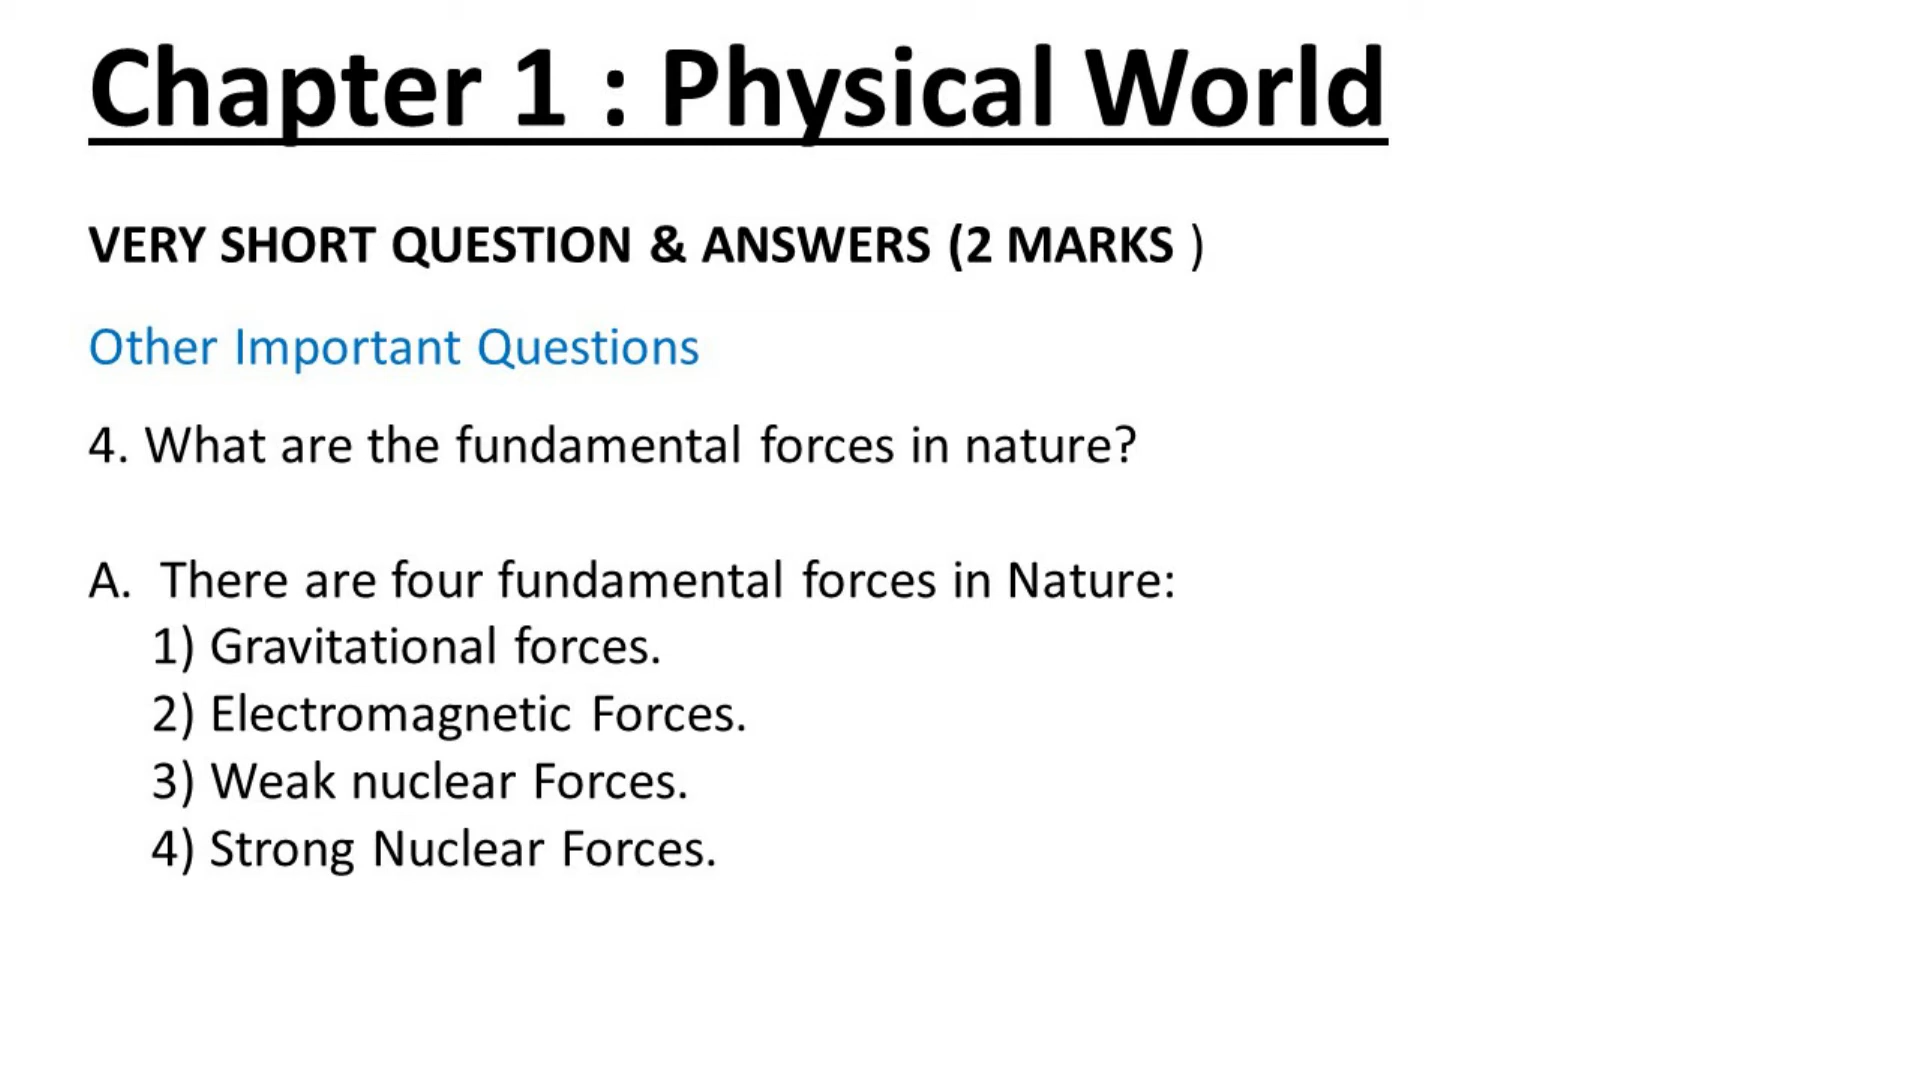 Chapter 1 : Physical World
VERY SHORT QUESTION & ANSWERS (2 MARKS )
Other Important Questions
4. What are the fundamental forces in nature?
A. There are four fundamental forces in Nature:
1) Gravitational forces.
2) Electromagnetic Forces.
3) Weak nuclear Forces.
4) Strong Nuclear Forces.